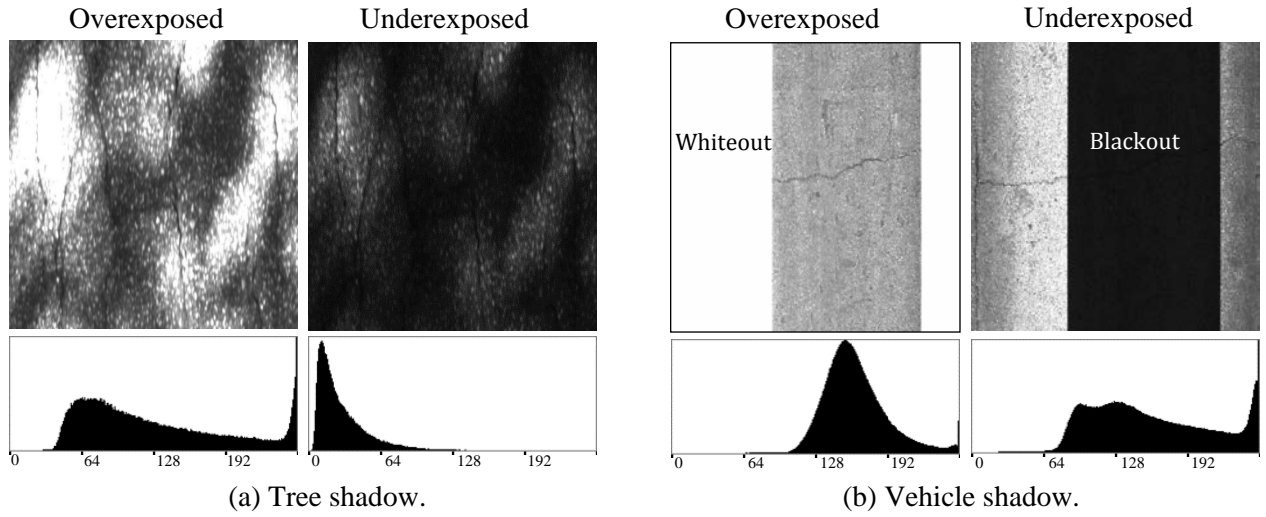 Overexposed Underexposed Overexposed Underexposed
Whiteout Blackout
0 64 128 192 0 64 128 192 0 64 128 192 0 64 128 192
(a) Tree shadow. (b) Vehicle shadow.